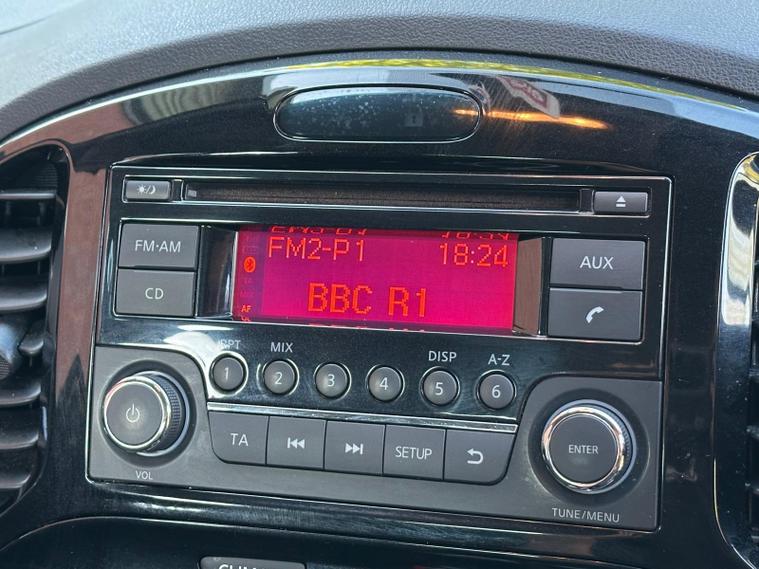 FM·AM
CD
FM2-P1 18:24
BBC R1
AF
AUX
RPT
MIX
DISP
A-Z
1
2
3
4
5
6
VOL
TA
SETUP
ENTER
TUNE/MENU